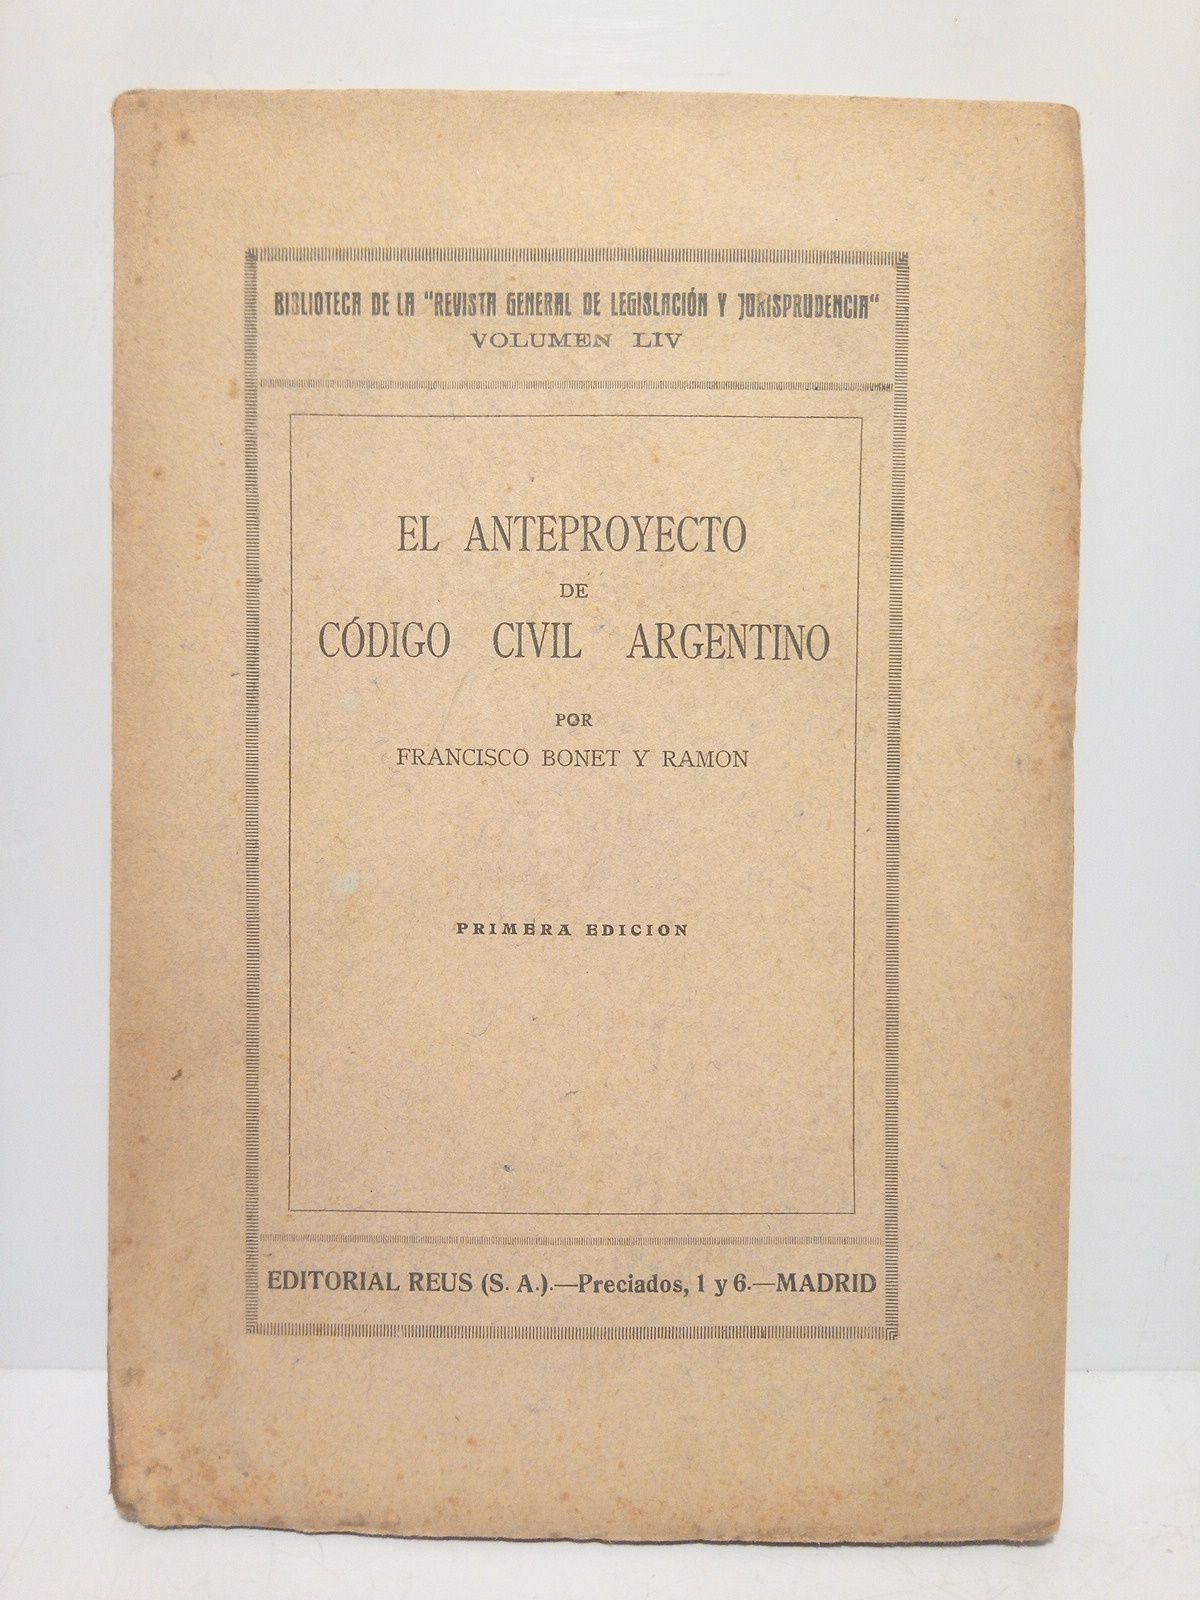 BIBLIOTECA DE LA "REVISTA GENERAL DE LEGISLACIÓN Y JURISPRUDENCIA"
VOLUMEN LIV
EL ANTEPROYECTO
DE
CÓDIGO CIVIL ARGENTINO
POR
FRANCISCO BONET Y RAMON
PRIMERA EDICION
EDITORIAL REUS (S. A.).—Preciados, 1 y 6.—MADRID